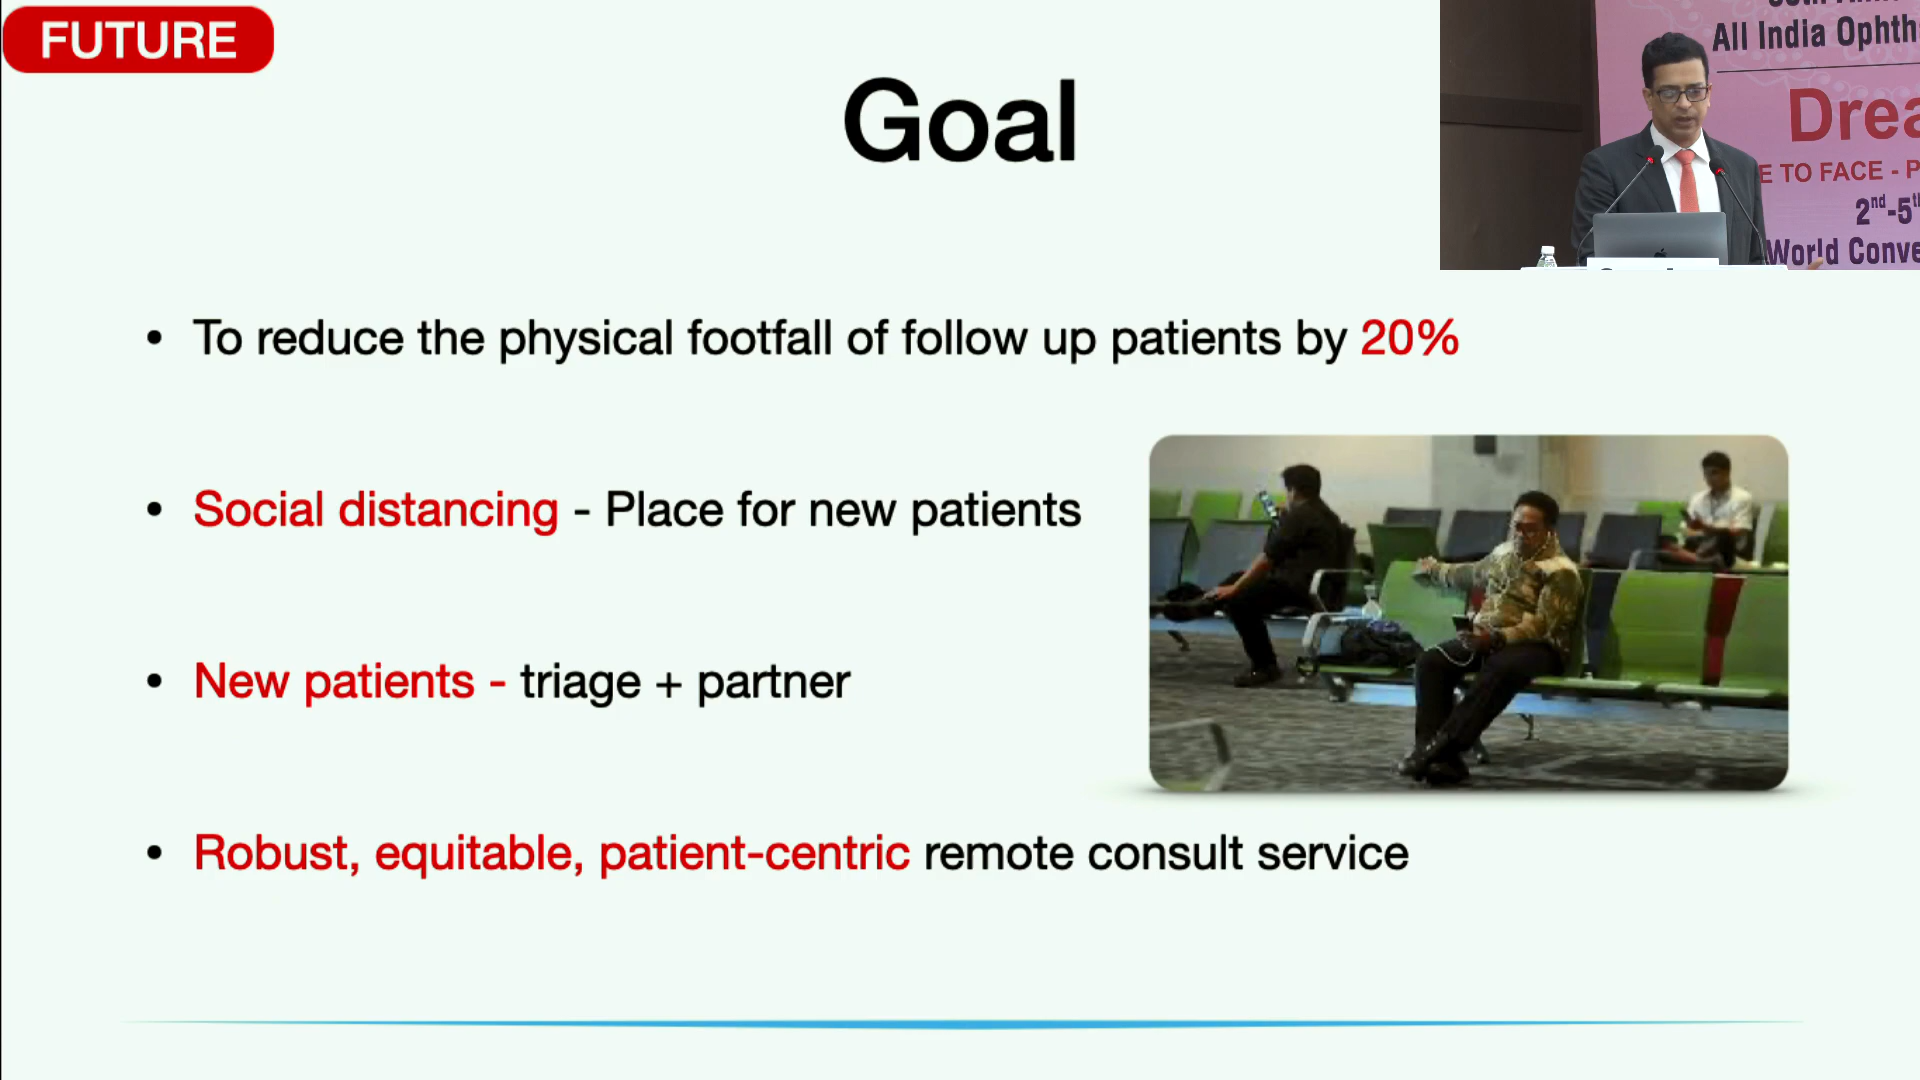 FUTURE
Goal
• To reduce the physical footfall of follow up patients by 20%
• Social distancing - Place for new patients
• New patients - triage + partner
• Robust, equitable, patient-centric remote consult service
All India Ophth
Drea
E TO FACE - P
2nd-5th
World Conve